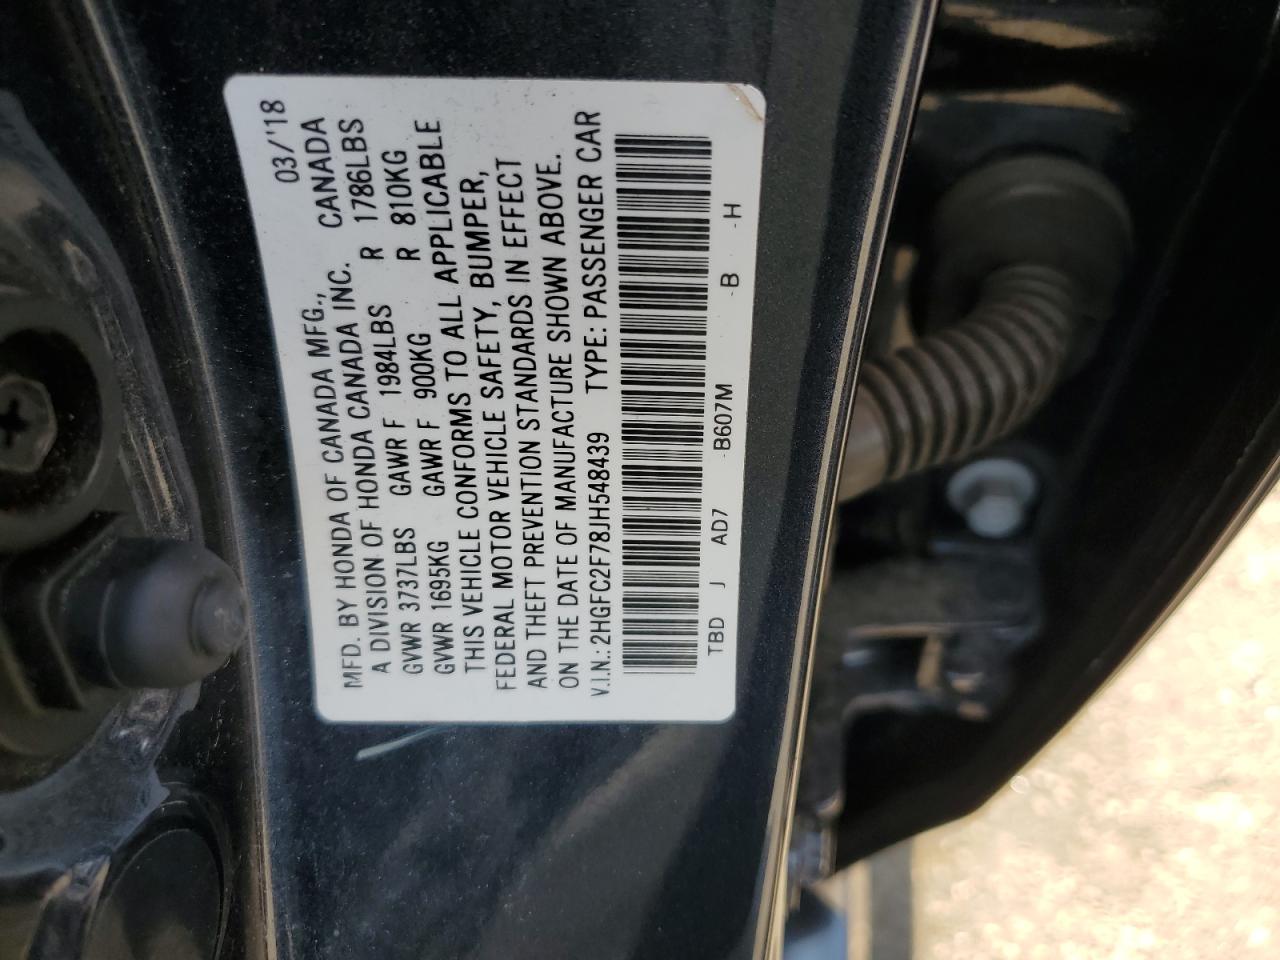 03/'18
MFD. BY HONDA OF CANADA MFG., CANADA
A DIVISION OF HONDA CANADA INC.
GVWR 3737LBS GAWR F 1984LBS R 1786LBS
GVWR 1695KG GAWR F 900KG R 810KG
THIS VEHICLE CONFORMS TO ALL APPLICABLE
FEDERAL MOTOR VEHICLE SAFETY, BUMPER,
AND THEFT PREVENTION STANDARDS IN EFFECT
ON THE DATE OF MANUFACTURE SHOWN ABOVE.
V.I.N.: 2HGFC2F78JH548439 TYPE: PASSENGER CAR
TBD J AD7 -B607M -B -H